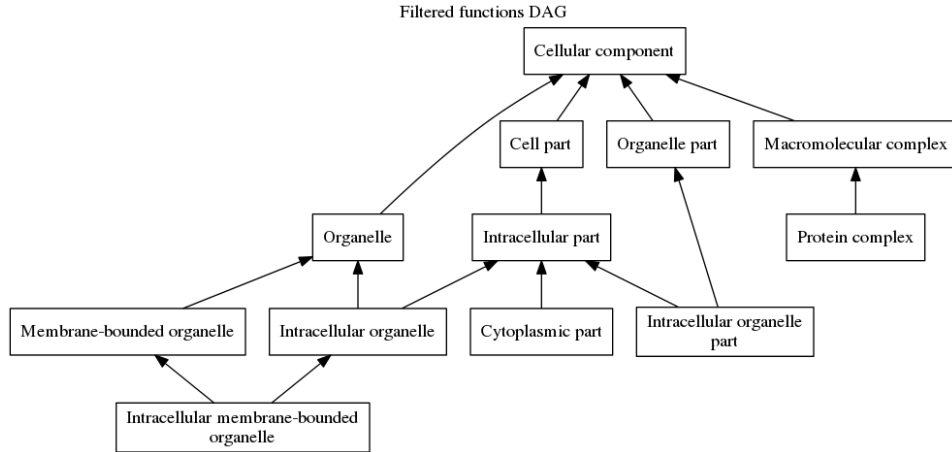 Filtered functions DAG
Cellular component
Cell part
Organelle part
Macromolecular complex
Organelle
Intracellular part
Protein complex
Membrane-bounded organelle
Intracellular organelle
Cytoplasmic part
Intracellular organelle
part
Intracellular membrane-bounded
organelle